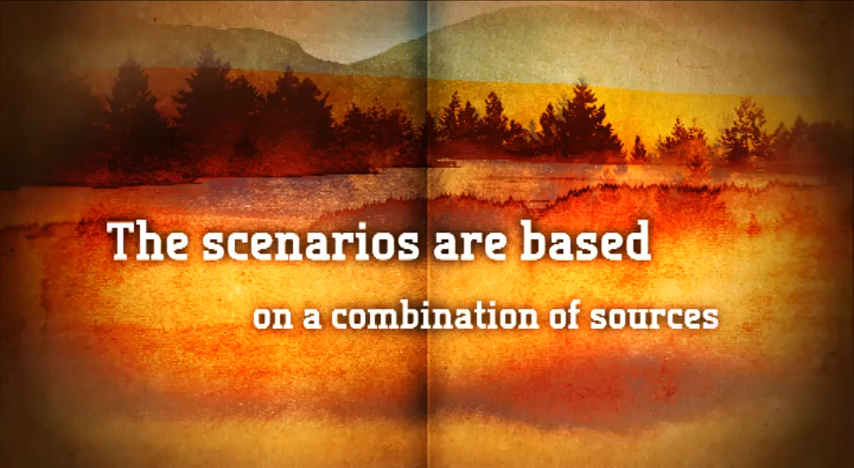 The scenarios are based
on a combination of sources